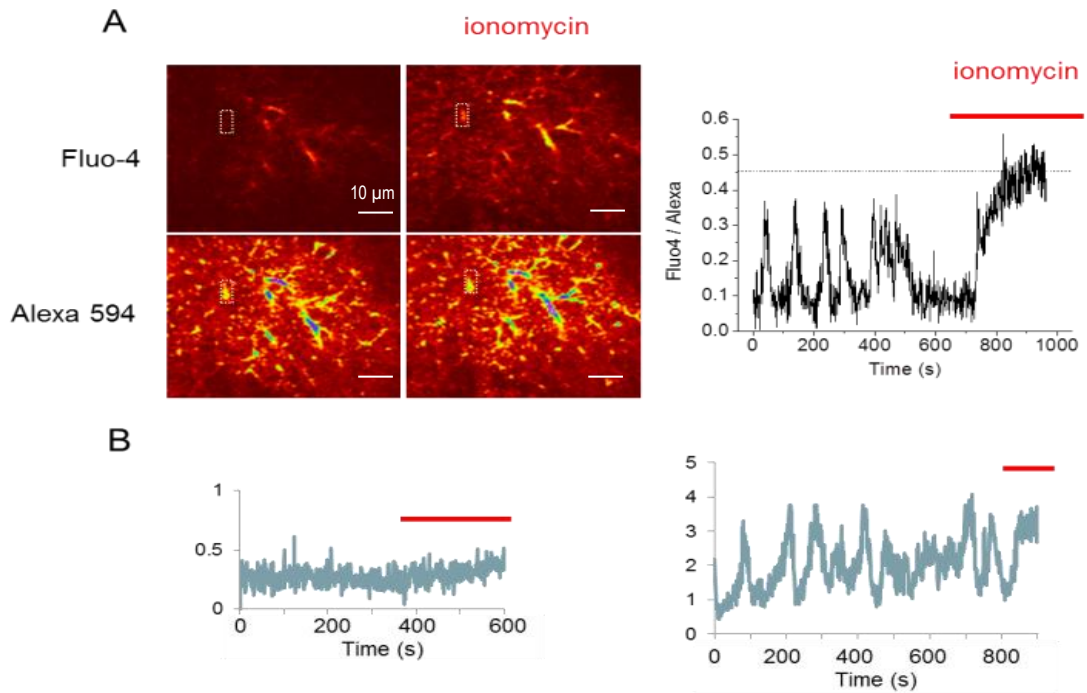 A
ionomycin
ionomycin
Fluo-4
10 µm
Alexa 594
Fluo4 / Alexa
0.6
0.5
0.4
0.3
0.2
0.1
0.0
0 200 400 600 800 1000
Time (s)
B
1
0.5
0
0 200 400 600
Time (s)
5
4
3
2
1
0
0 200 400 600 800
Time (s)